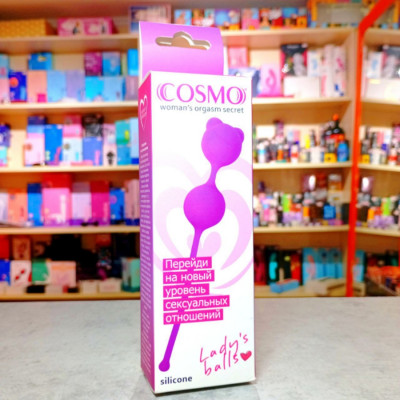 COSMO
woman's orgasm secret
Перейди
на новый
уровень
сексуальных
отношений
Lady's
balls
silicone